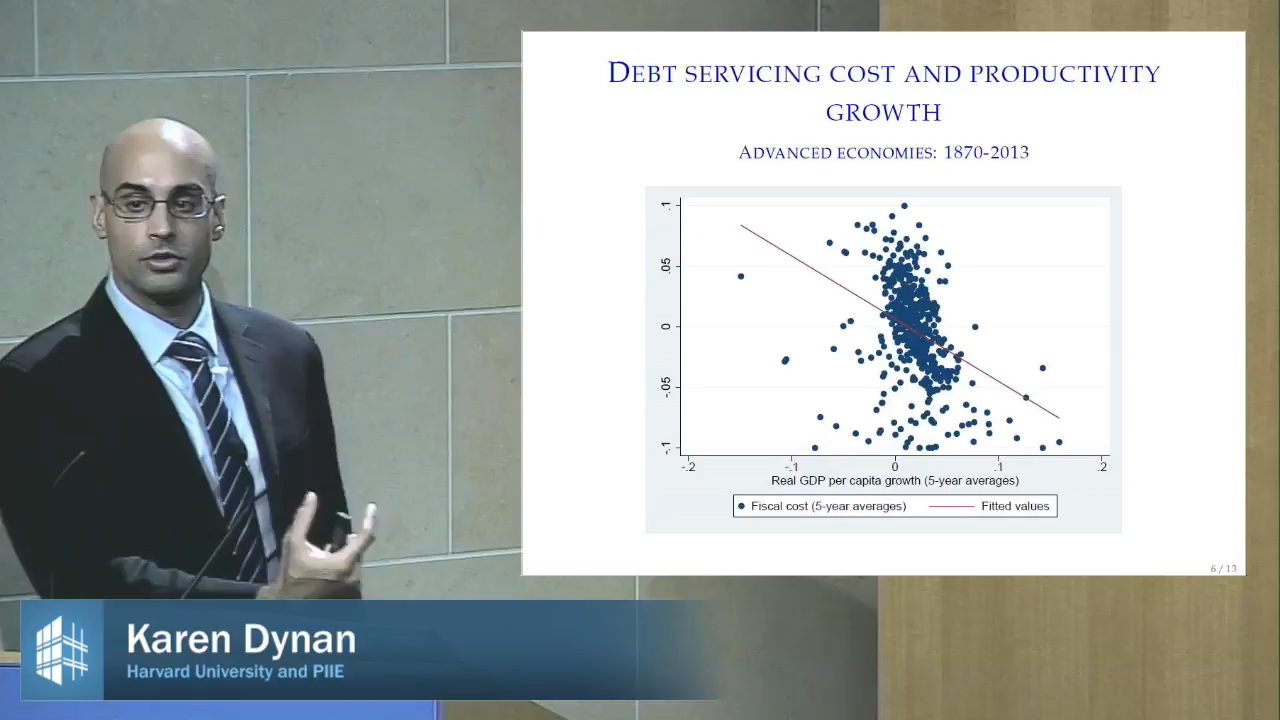 DEBT SERVICING COST AND PRODUCTIVITY
GROWTH
ADVANCED ECONOMIES: 1870-2013
.1
.05
0
-.05
-.1
-.2 -.1 0 .1 .2
Real GDP per capita growth (5-year averages)
Fiscal cost (5-year averages) Fitted values
6 / 13
Karen Dynan
Harvard University and PIIE